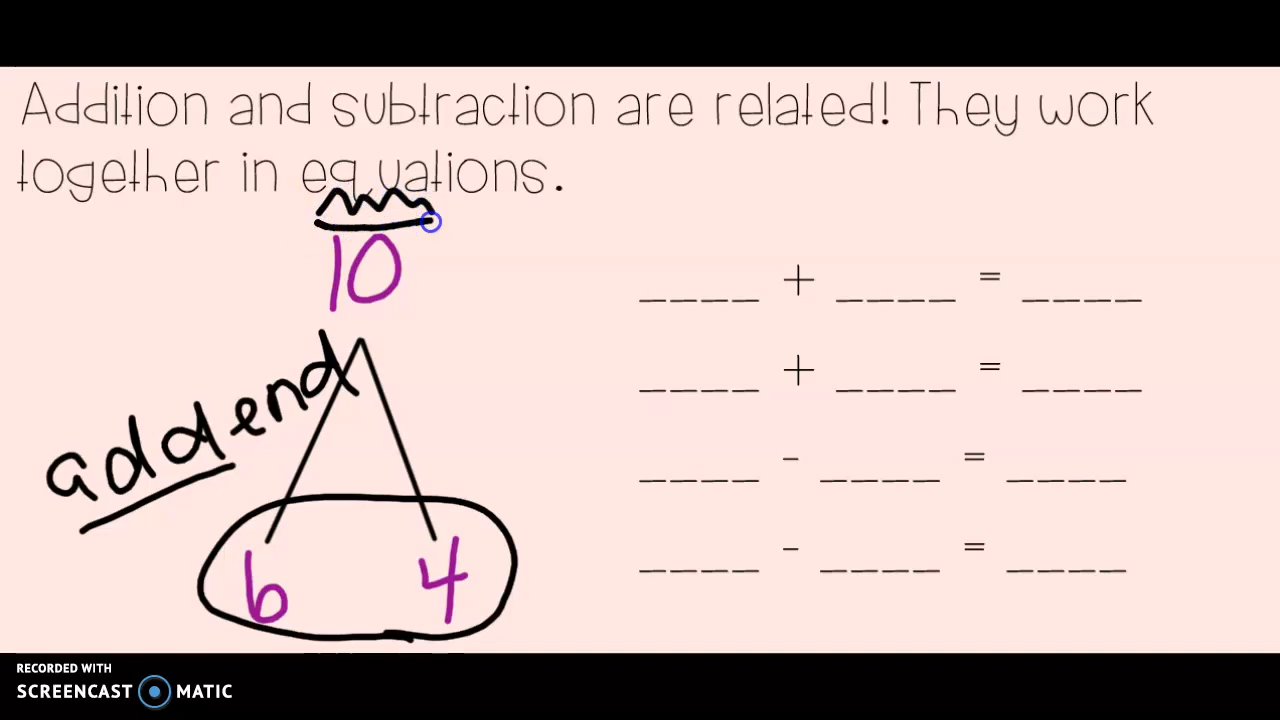 Addition and subtraction are related! They work
together in equations.
10
addend
6 4
____ + ____ = ____
____ + ____ = ____
____ - ____ = ____
____ - ____ = ____
RECORDED WITH
SCREENCAST MATIC